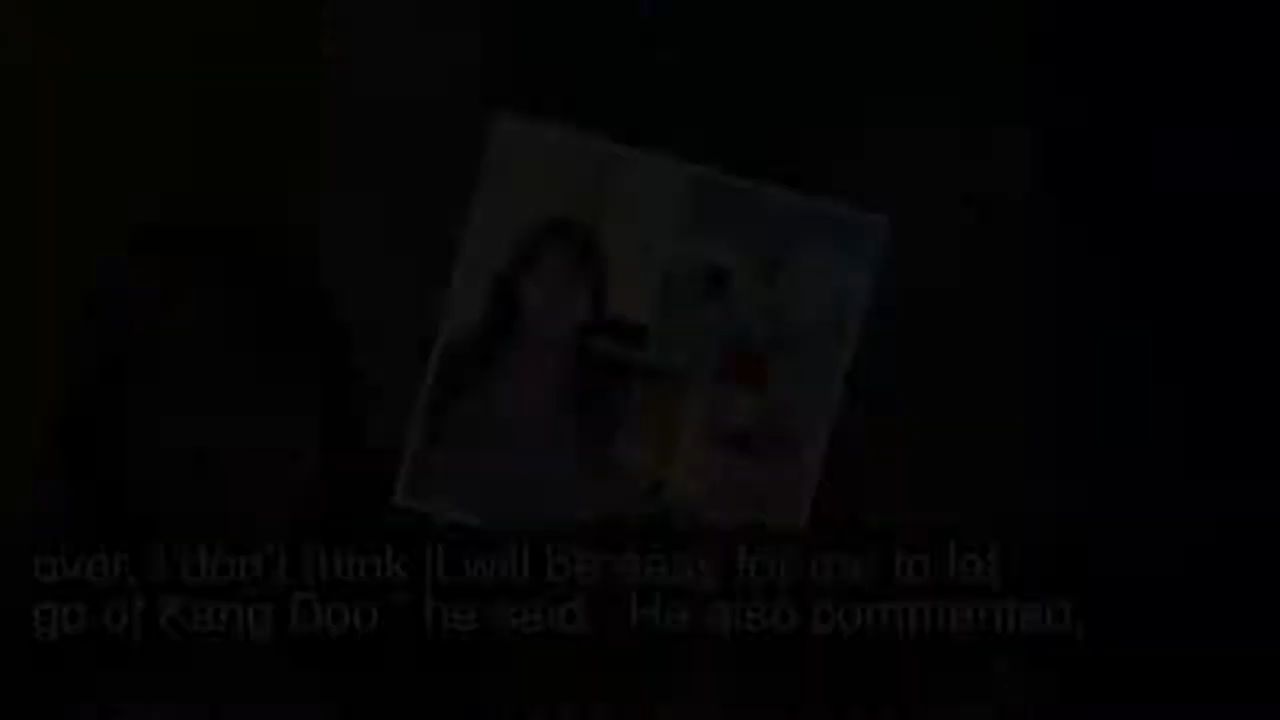 over. I don't think it will be easy for me to let
go of Kang Doo," he said. He also commented,